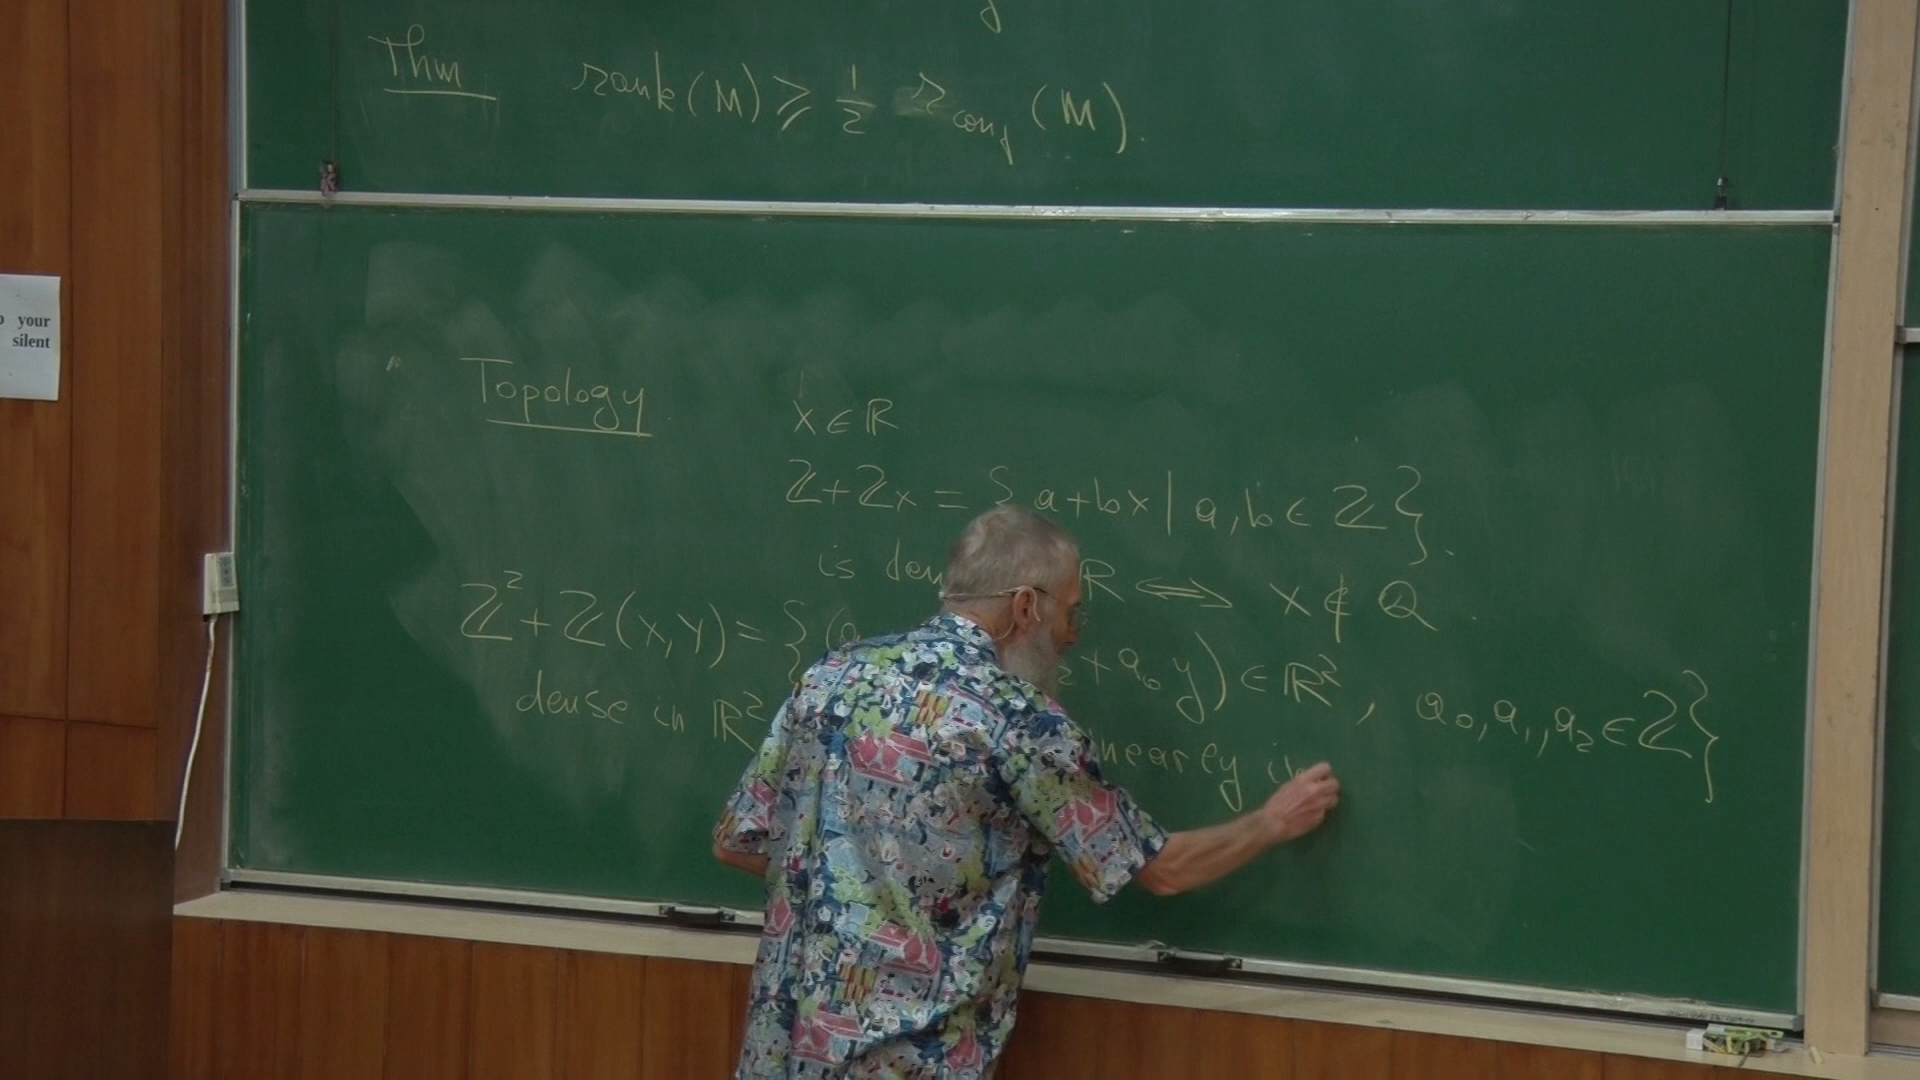 Thm rank(M) ⩾ 1/2 r_conj (M).
your
silent
Topology x ∈ ℝ
ℤ+ℤx = { a+bx | a,b ∈ ℤ }.
is ℝ ⟺ x ∉ ℚ.
ℤ²+ℤ(x,y) = {(a +a₀y) ∈ ℝ², a₀,a₁,a₂ ∈ ℤ}
dense in ℝ²